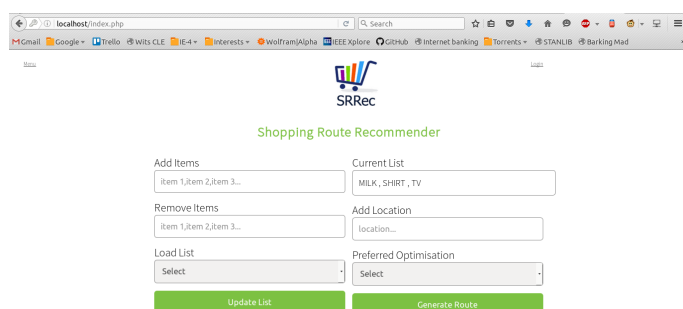 localhost/index.php
Search
Gmail Google Trello Wits CLE IE-4 Interests Wolfram|Alpha IEEE Xplore GitHub Internet banking Torrents STANLIB Barking Mad
Menu
Login
SRRec
Shopping Route Recommender
Add Items
Current List
item 1,item 2,item 3...
MILK , SHIRT , TV
Remove Items
Add Location
item 1,item 2,item 3...
location...
Load List
Preferred Optimisation
Select
Select
Update List
Generate Route